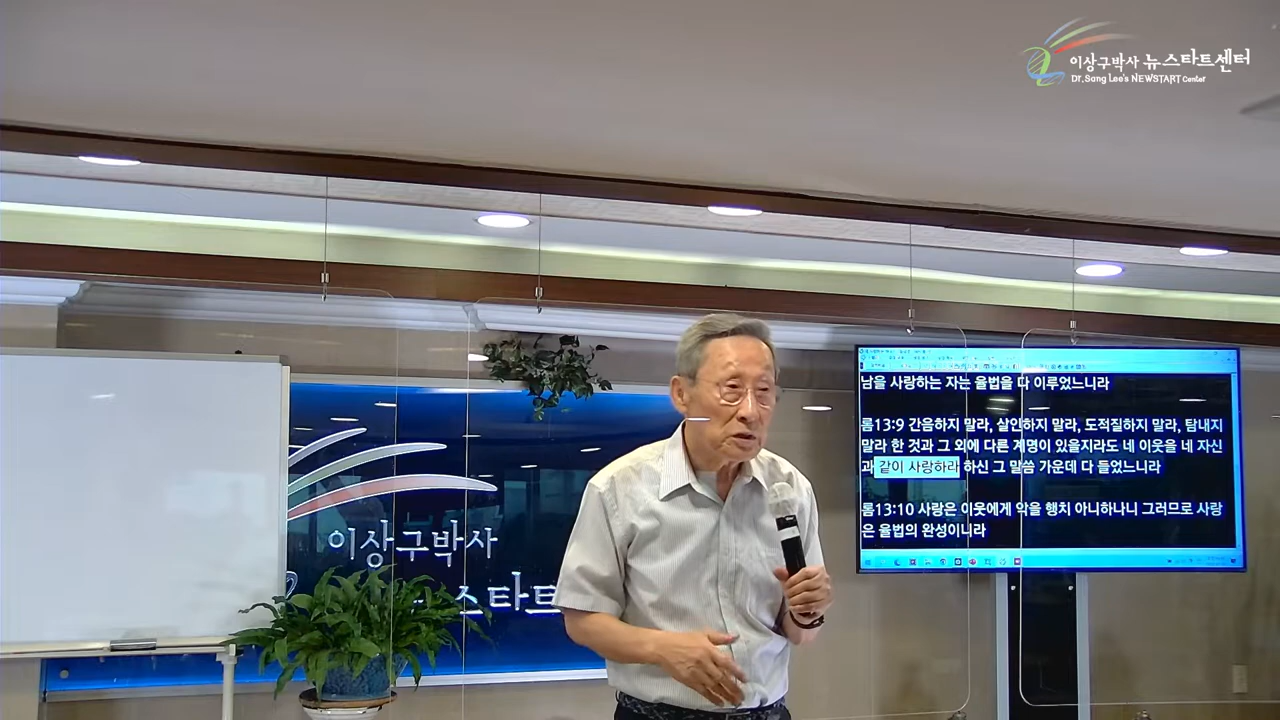 이상구박사 뉴스타트센터
Dr. Sang Lee's NEWSTART Center
남을 사랑하는 자는 율법을 다 이루었느니라
롬13:9 간음하지 말라, 살인하지 말라, 도적질하지 말라, 탐내지
말라 한 것과 그 외에 다른 계명이 있을지라도 네 이웃을 네 자신
과 같이 사랑하라 하신 그 말씀 가운데 다 들었느니라
롬13:10 사랑은 이웃에게 악을 행치 아니하나니 그러므로 사랑
은 율법의 완성이니라
이상구박사
스타트